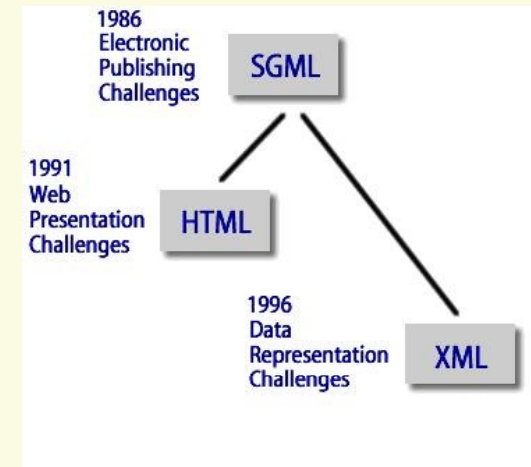 1986
Electronic
Publishing
Challenges
SGML
1991
Web
Presentation
Challenges
HTML
1996
Data
Representation
Challenges
XML